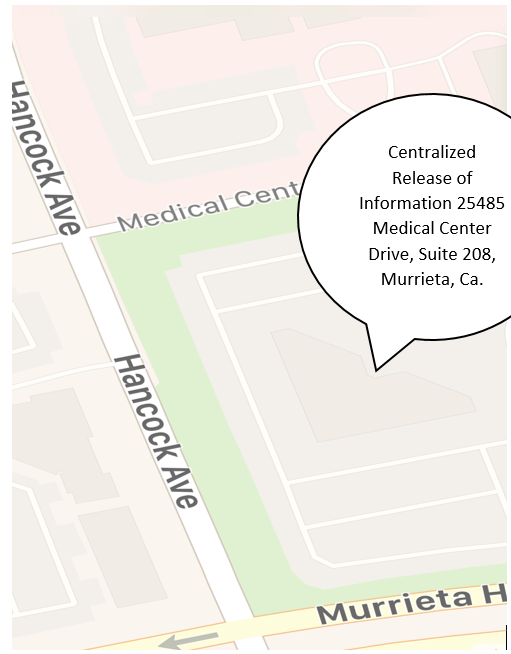 Hancock Ave
Centralized
Release of
Information 25485
Medical Center
Drive, Suite 208,
Murrieta, Ca.
Medical Cent
Hancock Ave
Murrieta H